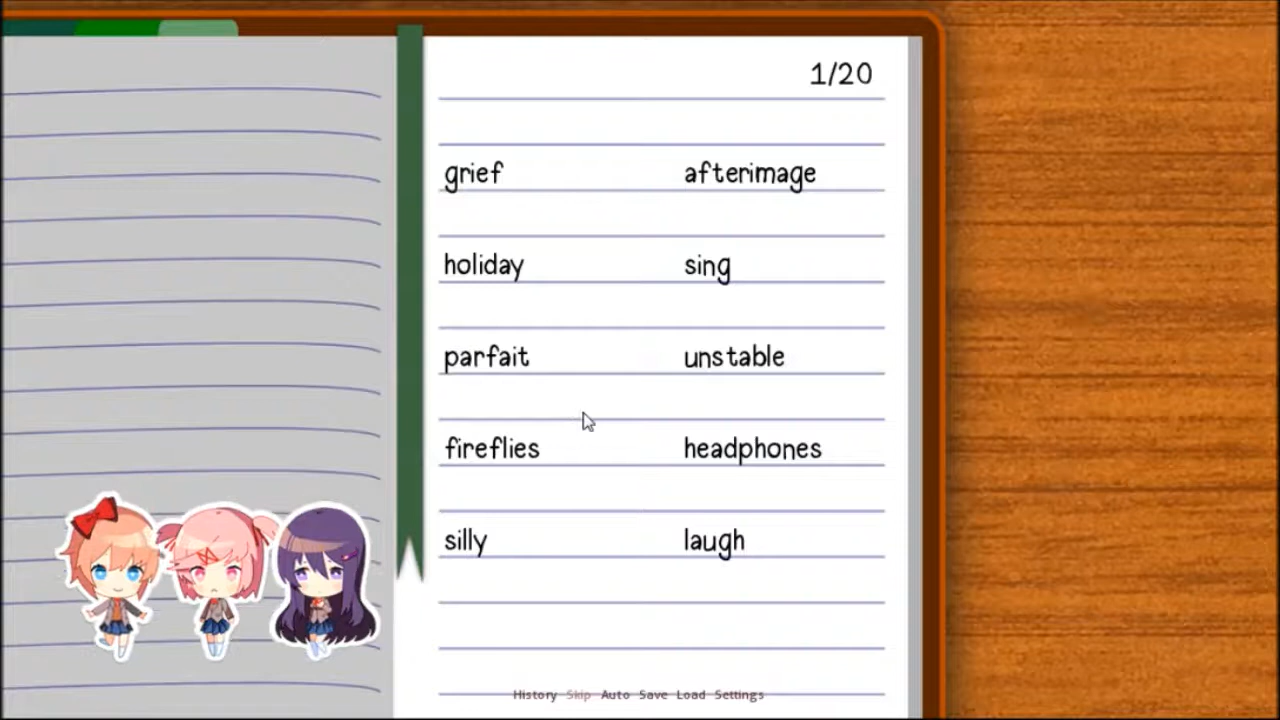 1/20
grief afterimage
holiday sing
parfait unstable
fireflies headphones
silly laugh
History Skip Auto Save Load Settings